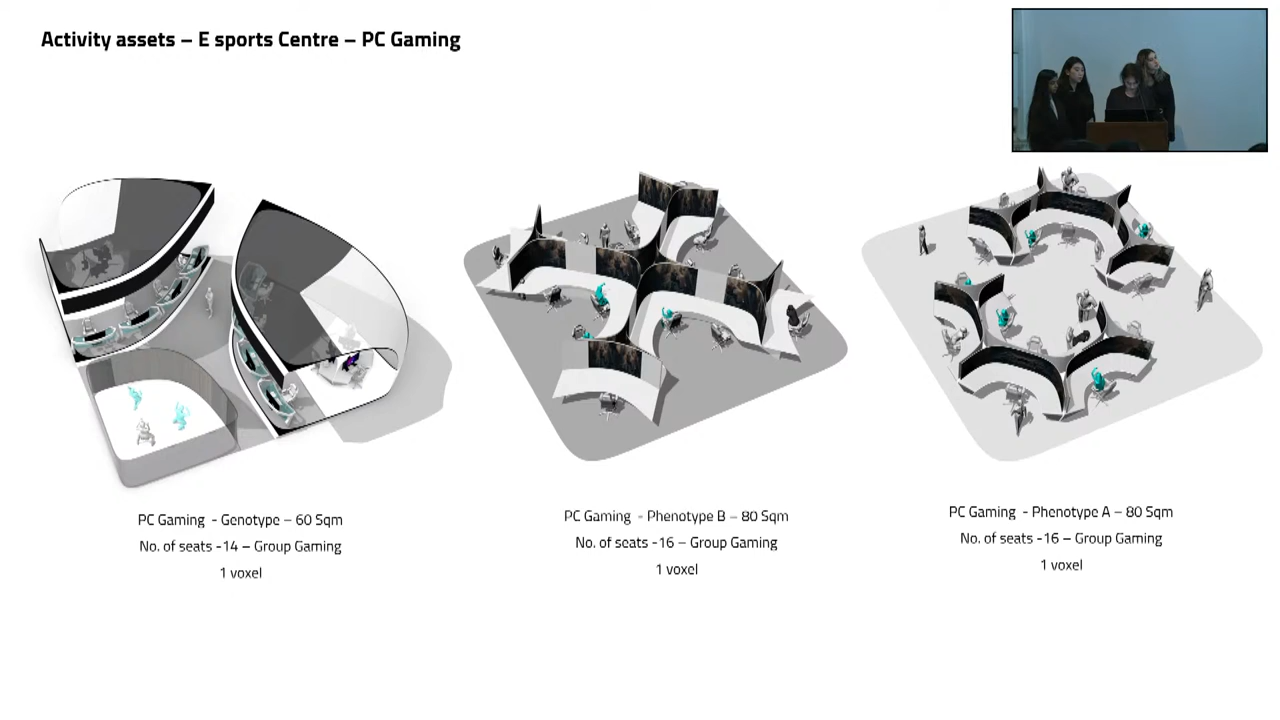 Activity assets – E sports Centre – PC Gaming
PC Gaming - Genotype – 60 Sqm
No. of seats -14 – Group Gaming
1 voxel
PC Gaming - Phenotype B – 80 Sqm
No. of seats -16 – Group Gaming
1 voxel
PC Gaming - Phenotype A – 80 Sqm
No. of seats -16 – Group Gaming
1 voxel